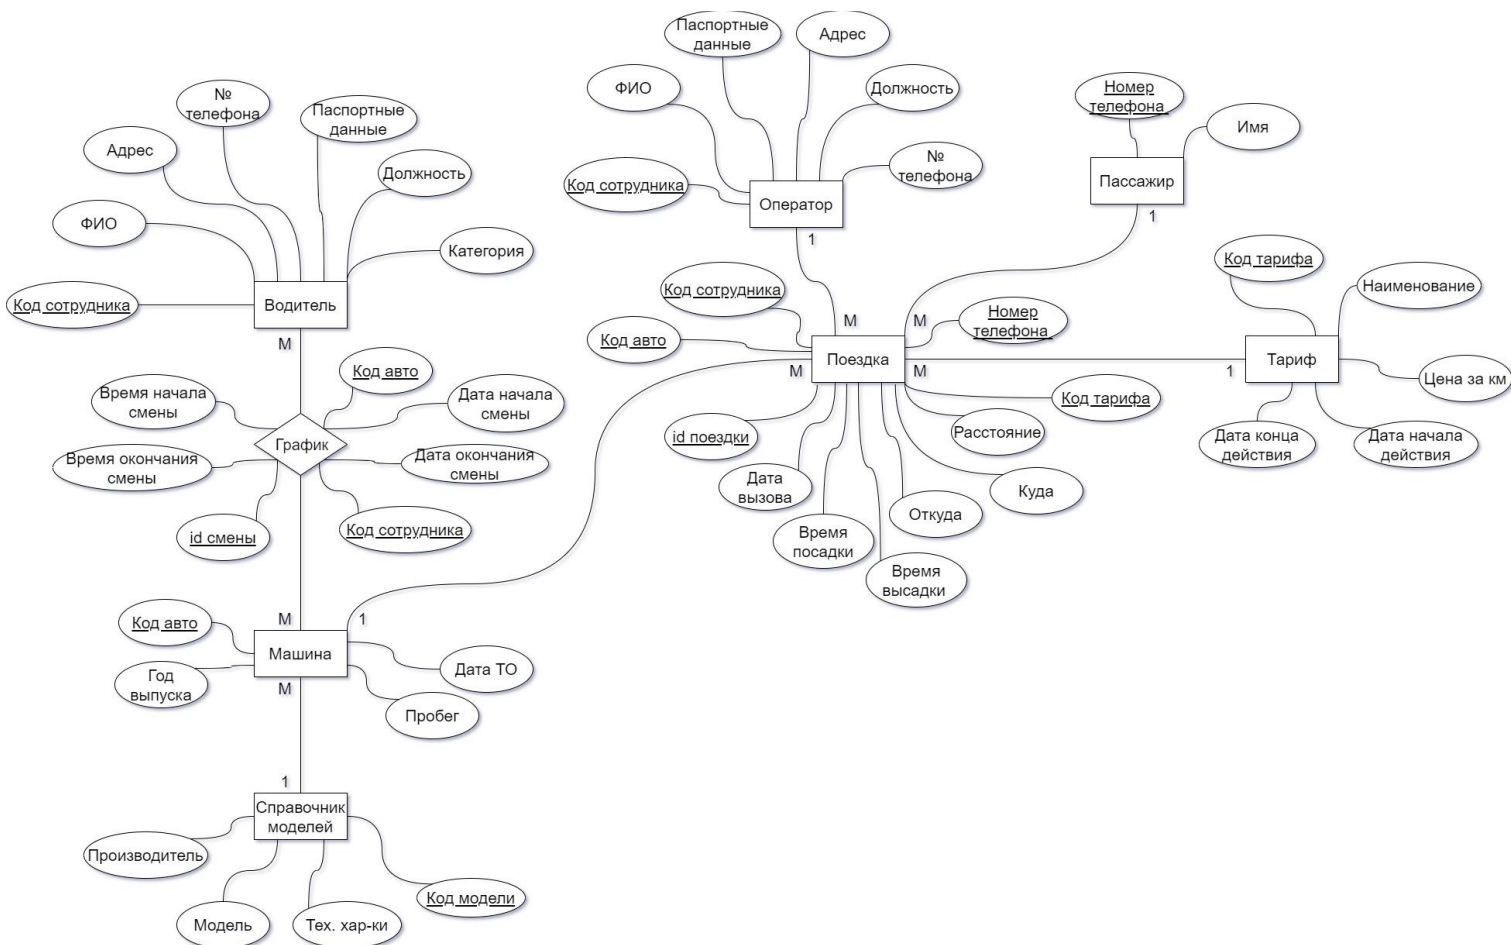 Паспортные
данные
Адрес
ФИО
Должность
№
телефона
Код сотрудника
Оператор
1
Номер
телефона
Имя
Пассажир
1
№
телефона
Паспортные
данные
Адрес
Должность
ФИО
Категория
Код сотрудника
Водитель
М
Код сотрудника
Код авто
М
М
Номер
телефона
Поездка
М
М
Код тарифа
id поездки
Расстояние
Дата
вызова
Куда
Откуда
Время
посадки
Время
высадки
Код тарифа
Наименование
1
Тариф
Цена за км
Дата конца
действия
Дата начала
действия
Код авто
Время начала
смены
Дата начала
смены
График
Время окончания
смены
Дата окончания
смены
id смены
Код сотрудника
М
1
Код авто
Машина
Дата ТО
Год
выпуска
М
Пробег
1
Справочник
моделей
Производитель
Код модели
Модель
Тех. хар-ки